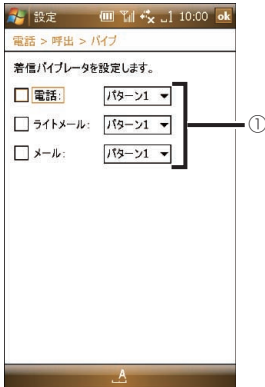 設定 10:00 ok
電話 > 呼出 > バイブ
着信バイブレータを設定します。
電話: パターン1
ライトメール: パターン1
メール: パターン1
①
A